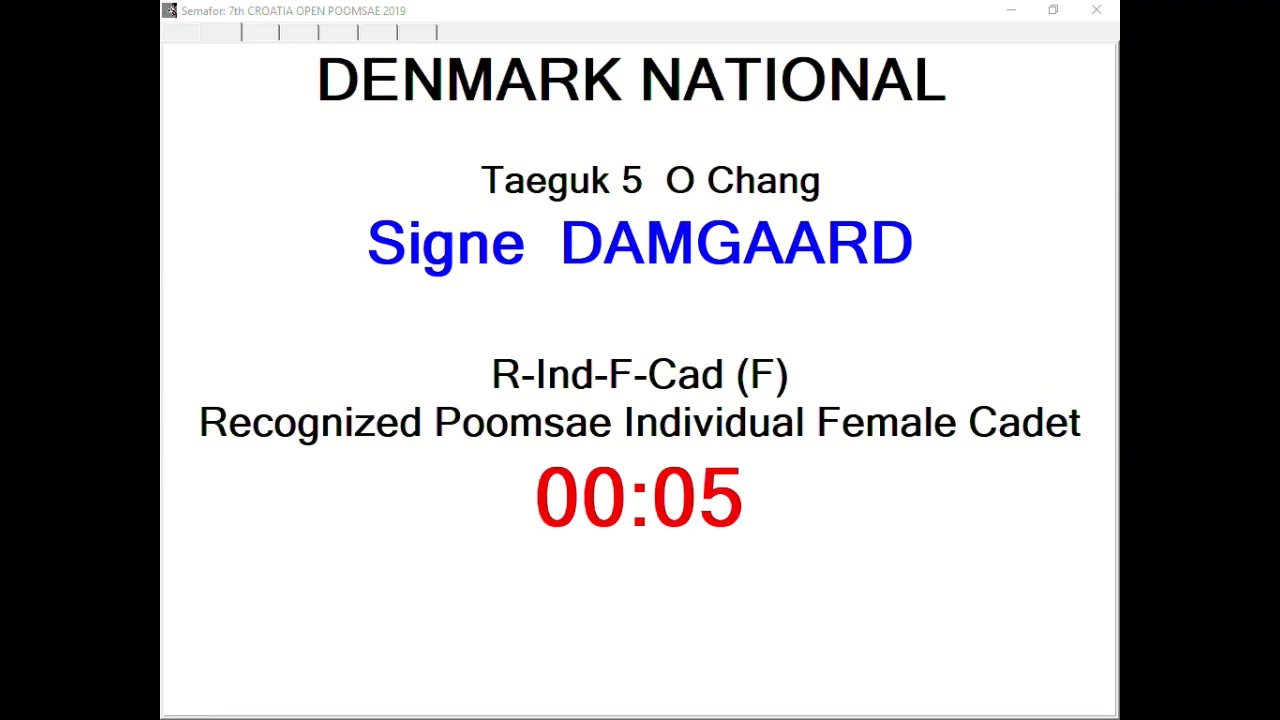 Semafor: 7th CROATIA OPEN POOMSAE 2019
DENMARK NATIONAL
Taeguk 5 O Chang
Signe DAMGAARD
R-Ind-F-Cad (F)
Recognized Poomsae Individual Female Cadet
00:05